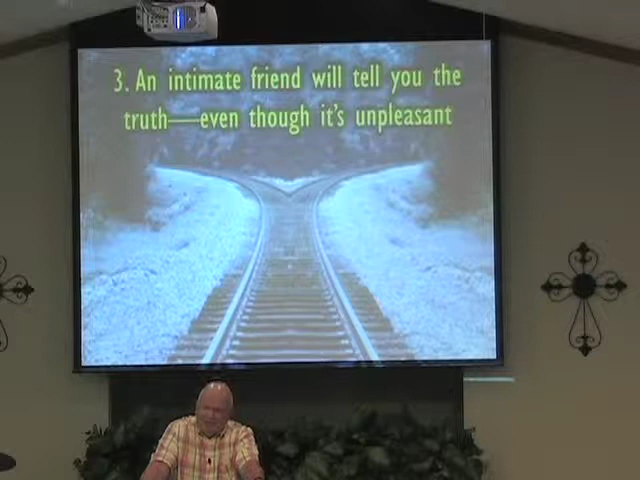 3. An intimate friend will tell you the
truth—even though it's unpleasant